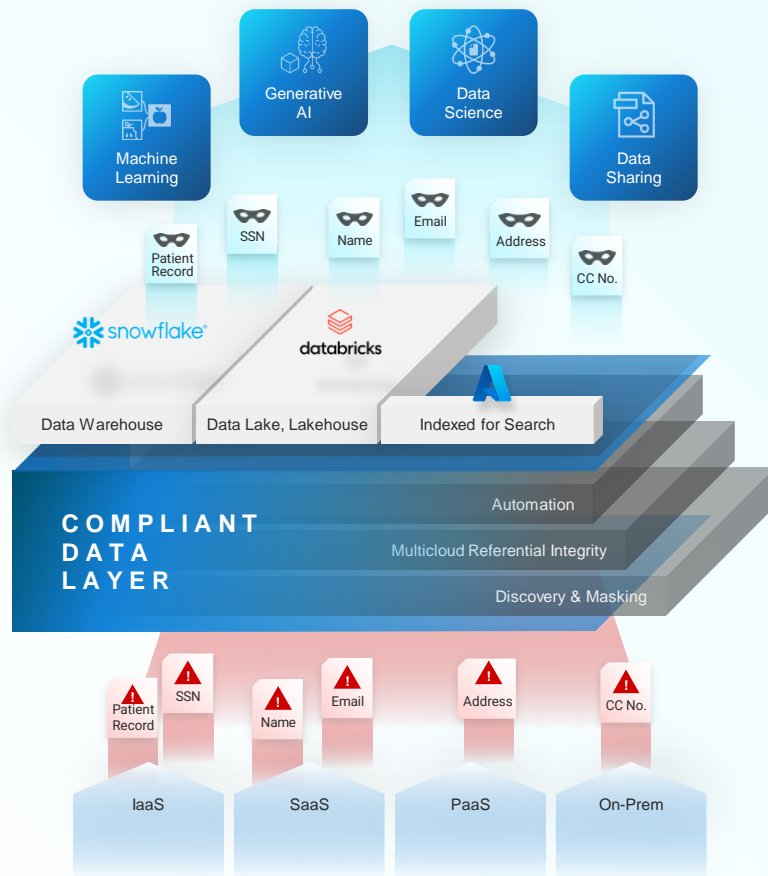 Generative
AI
Data
Science
Machine
Learning
Data
Sharing
Patient
Record
SSN
Name
Email
Address
CC No.
snowflake®
databricks
Data Warehouse
Data Lake, Lakehouse
Indexed for Search
COMPLIANT
DATA
LAYER
Automation
Multicloud Referential Integrity
Discovery & Masking
Patient
Record
SSN
Name
Email
Address
CC No.
IaaS
SaaS
PaaS
On-Prem